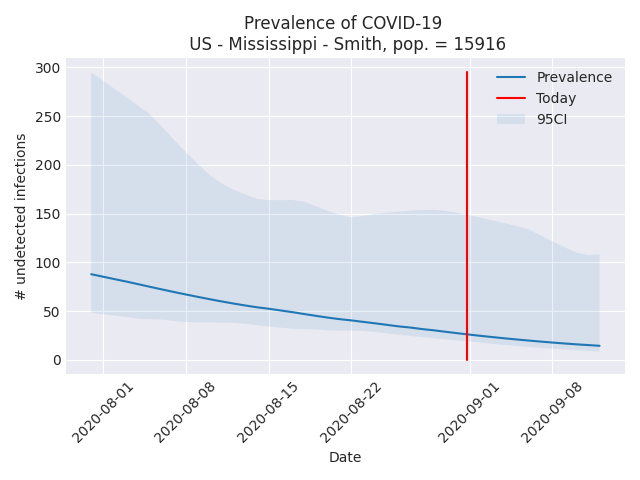 Prevalence of COVID-19
US - Mississippi - Smith, pop. = 15916
300
250
200
150
100
50
0
# undetected infections
Prevalence
Today
95CI
2020-08-01
2020-08-08
2020-08-15
2020-08-22
2020-09-01
2020-09-08
Date